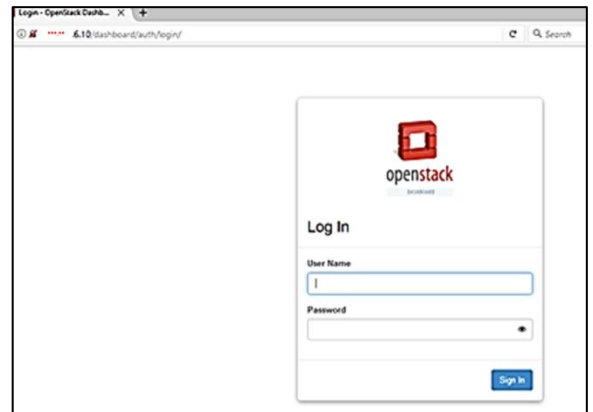 Login - OpenStack Dashb...
6.10/dashboard/auth/login/
Search
openstack
DASHBOARD
Log In
User Name
Password
Sign In